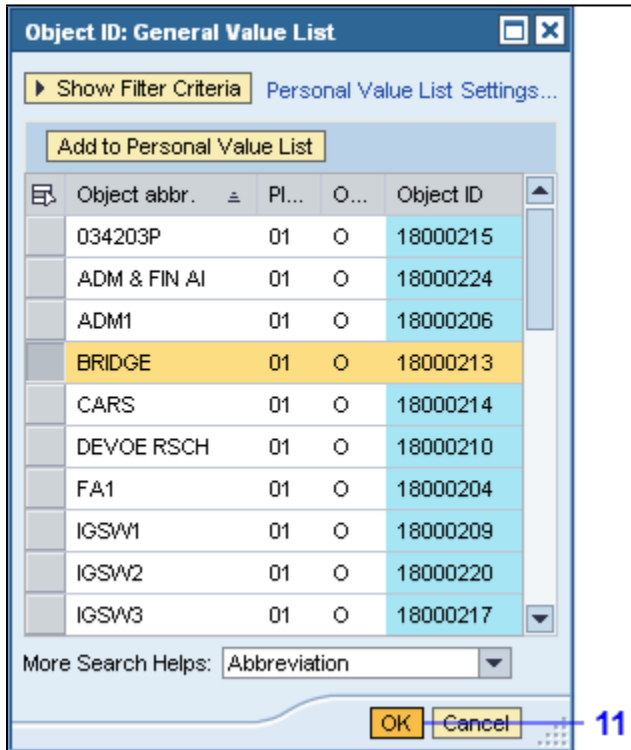 Object ID: General Value List
Show Filter Criteria Personal Value List Settings...
Add to Personal Value List
Object abbr. Pl... O... Object ID
034203P 01 O 18000215
ADM & FIN AI 01 O 18000224
ADM1 01 O 18000206
BRIDGE 01 O 18000213
CARS 01 O 18000214
DEVOE RSCH 01 O 18000210
FA1 01 O 18000204
IGSW1 01 O 18000209
IGSW2 01 O 18000220
IGSW3 01 O 18000217
More Search Helps: Abbreviation
OK Cancel 11